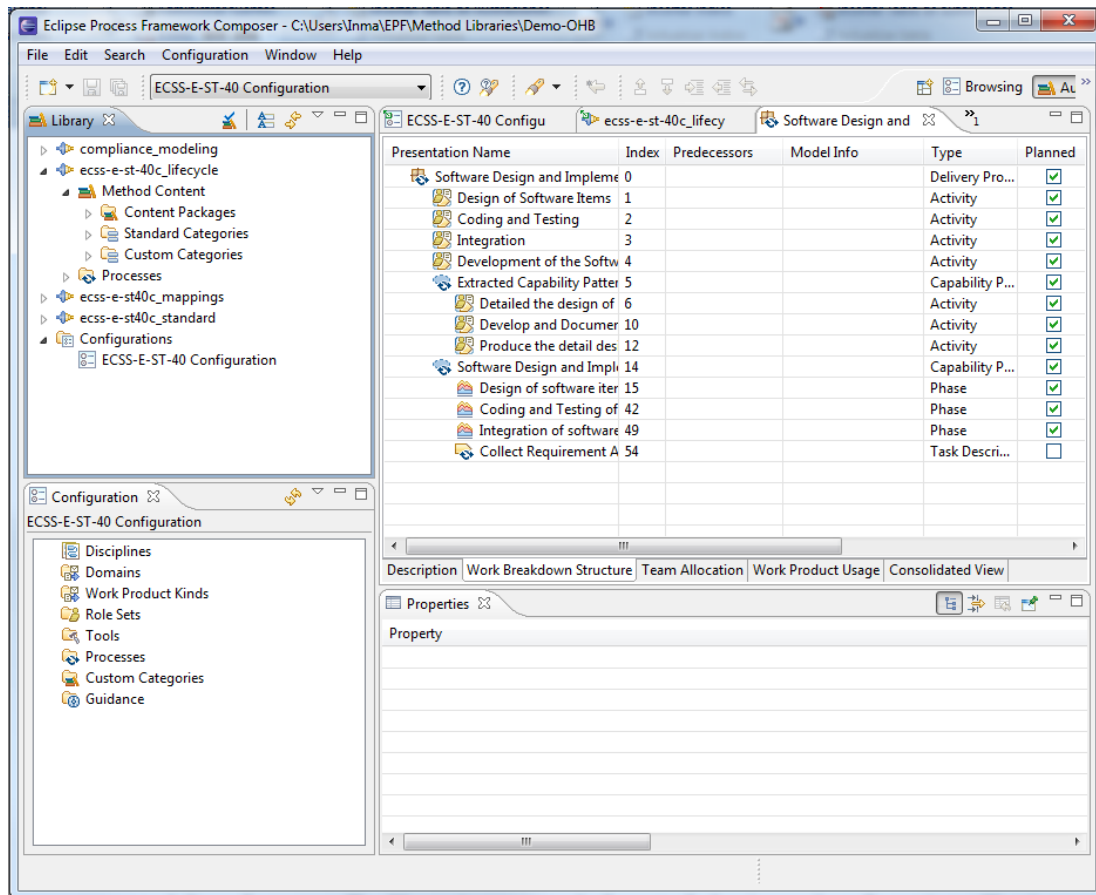 Eclipse Process Framework Composer - C:\Users\Inma\EPF\Method Libraries\Demo-OHB
File Edit Search Configuration Window Help
ECSS-E-ST-40 Configuration
Browsing
Au
Library
compliance_modeling
ecss-e-st-40c_lifecycle
Method Content
Content Packages
Standard Categories
Custom Categories
Processes
ecss-e-st40c_mappings
ecss-e-st40c_standard
Configurations
ECSS-E-ST-40 Configuration
Configuration
ECSS-E-ST-40 Configuration
Disciplines
Domains
Work Product Kinds
Role Sets
Tools
Processes
Custom Categories
Guidance
ECSS-E-ST-40 Configu ecss-e-st-40c_lifecy Software Design and »1
Presentation Name Index Predecessors Model Info Type Planned
Software Design and Impleme 0 Delivery Pro...
Design of Software Items 1 Activity
Coding and Testing 2 Activity
Integration 3 Activity
Development of the Softw 4 Activity
Extracted Capability Patter 5 Capability P...
Detailed the design of 6 Activity
Develop and Documer 10 Activity
Produce the detail des 12 Activity
Software Design and Impl 14 Capability P...
Design of software iter 15 Phase
Coding and Testing of 42 Phase
Integration of software 49 Phase
Collect Requirement A 54 Task Descri...
Description Work Breakdown Structure Team Allocation Work Product Usage Consolidated View
Properties
Property